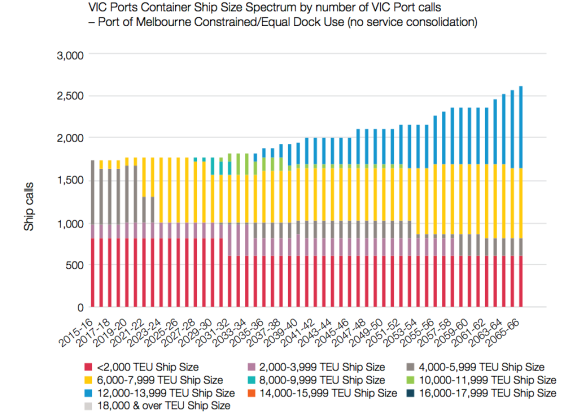 VIC Ports Container Ship Size Spectrum by number of VIC Port calls
– Port of Melbourne Constrained/Equal Dock Use (no service consolidation)
3,000
2,500
2,000
1,500
1,000
500
0
Ship calls
2015-16
2017-18
2019-20
2021-22
2023-24
2025-26
2027-28
2029-30
2031-32
2033-34
2035-36
2037-38
2039-40
2041-42
2043-44
2045-46
2047-48
2049-50
2051-52
2053-54
2055-56
2057-58
2059-60
2061-62
2063-64
2065-66
<2,000 TEU Ship Size
2,000-3,999 TEU Ship Size
4,000-5,999 TEU Ship Size
6,000-7,999 TEU Ship Size
8,000-9,999 TEU Ship Size
10,000-11,999 TEU Ship Size
12,000-13,999 TEU Ship Size
14,000-15,999 TEU Ship Size
16,000-17,999 TEU Ship Size
18,000 & over TEU Ship Size